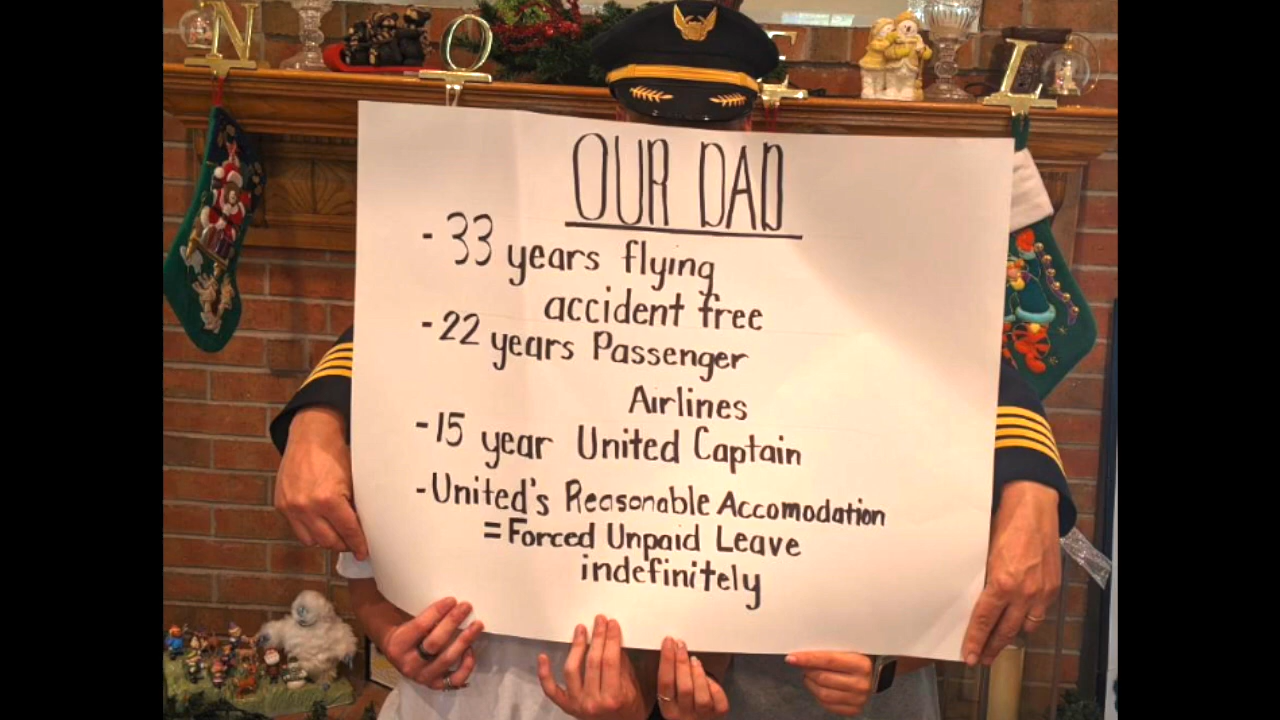 N O E L
OUR DAD
- 33 years flying
accident free
- 22 years Passenger
Airlines
- 15 year United Captain
- United's Reasonable Accomodation
= Forced Unpaid Leave
indefinitely